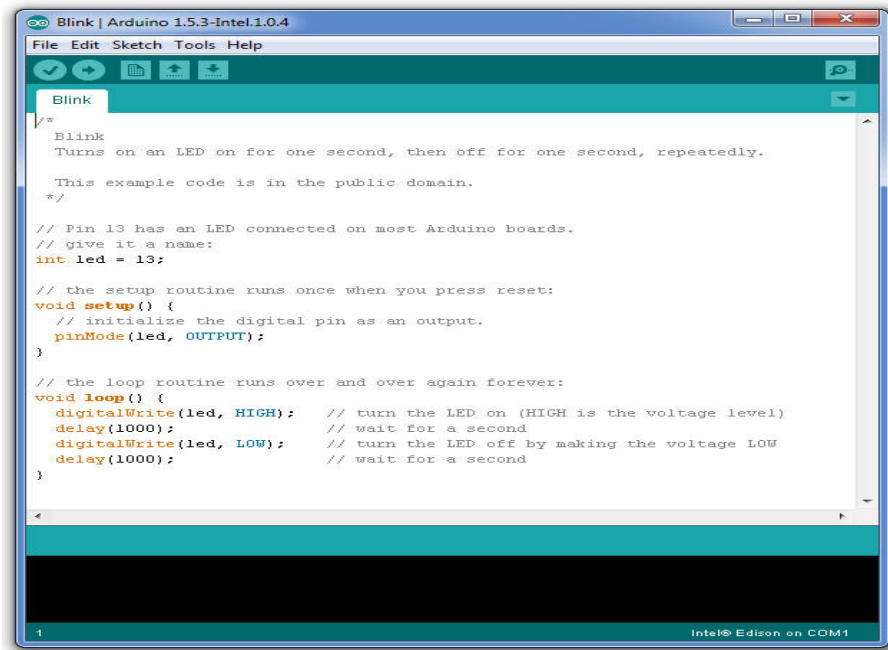 Blink | Arduino 1.5.3-Intel.1.0.4
File Edit Sketch Tools Help
Blink
/*
  Blink
  Turns on an LED on for one second, then off for one second, repeatedly.

  This example code is in the public domain.
 */

// Pin 13 has an LED connected on most Arduino boards.
// give it a name:
int led = 13;

// the setup routine runs once when you press reset:
void setup() {
  // initialize the digital pin as an output.
  pinMode(led, OUTPUT);
}

// the loop routine runs over and over again forever:
void loop() {
  digitalWrite(led, HIGH);   // turn the LED on (HIGH is the voltage level)
  delay(1000);               // wait for a second
  digitalWrite(led, LOW);    // turn the LED off by making the voltage LOW
  delay(1000);               // wait for a second
}
1 Intel® Edison on COM1